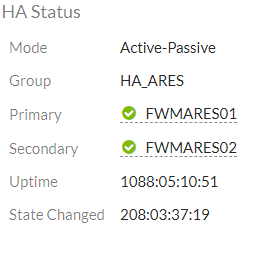 HA Status
Mode Active-Passive
Group HA_ARES
Primary FWMARES01
Secondary FWMARES02
Uptime 1088:05:10:51
State Changed 208:03:37:19